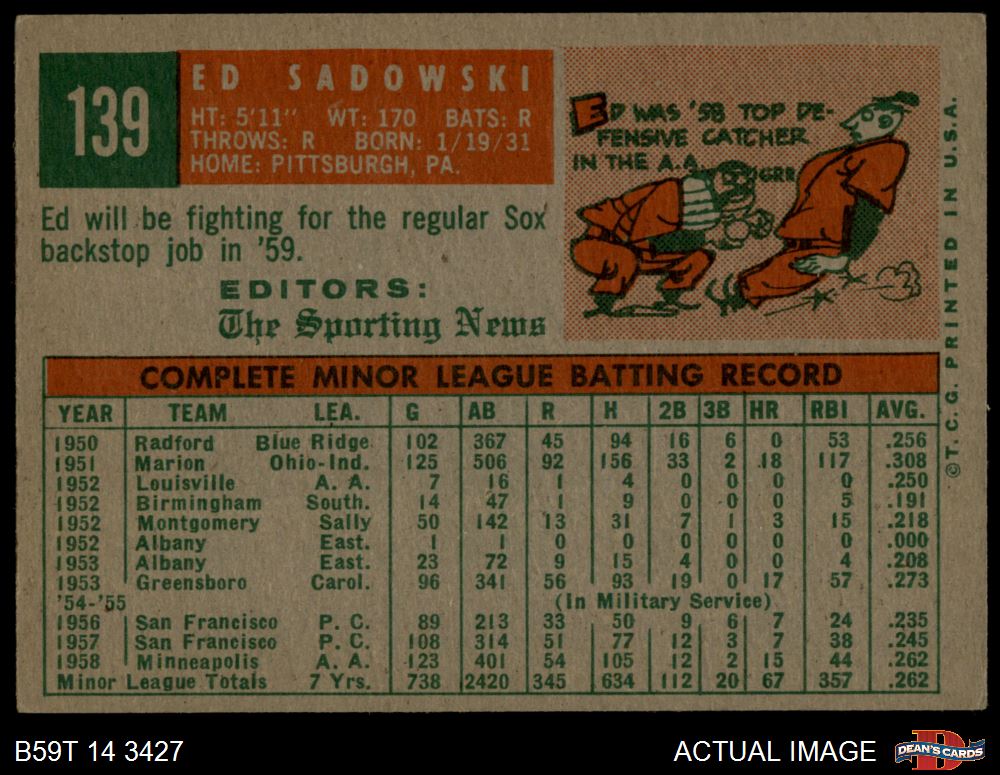 139
ED SADOWSKI
HT: 5'11" WT: 170 BATS: R
THROWS: R BORN: 1/19/31
HOME: PITTSBURGH, PA.
Ed will be fighting for the regular Sox
backstop job in '59.
EDITORS:
The Sporting News
ED WAS '58 TOP DE-
FENSIVE CATCHER
IN THE A.A.
GRR
©T. C. G. PRINTED IN U.S.A.
COMPLETE MINOR LEAGUE BATTING RECORD
YEAR TEAM LEA. G AB R H 2B 3B HR RBI AVG.
1950 Radford Blue Ridge 102 367 45 94 16 6 0 53 .256
1951 Marion Ohio-Ind. 125 506 92 156 33 2 18 117 .308
1952 Louisville A. A. 7 16 1 4 0 0 0 0 .250
1952 Birmingham South. 14 47 1 9 0 0 0 5 .191
1952 Montgomery Sally 50 142 13 31 7 1 3 15 .218
1952 Albany East. 1 1 0 0 0 0 0 0 .000
1953 Albany East. 23 72 9 15 4 0 0 4 .208
1953 Greensboro Carol. 96 341 56 93 19 0 17 57 .273
'54-'55 (In Military Service)
1956 San Francisco P. C. 89 213 33 50 9 6 7 24 .235
1957 San Francisco P. C. 108 314 51 77 12 3 7 38 .245
1958 Minneapolis A. A. 123 401 54 105 12 2 15 44 .262
Minor League Totals 7 Yrs. 738 2420 345 634 112 20 67 357 .262
B59T 14 3427
ACTUAL IMAGE
DEAN'S CARDS